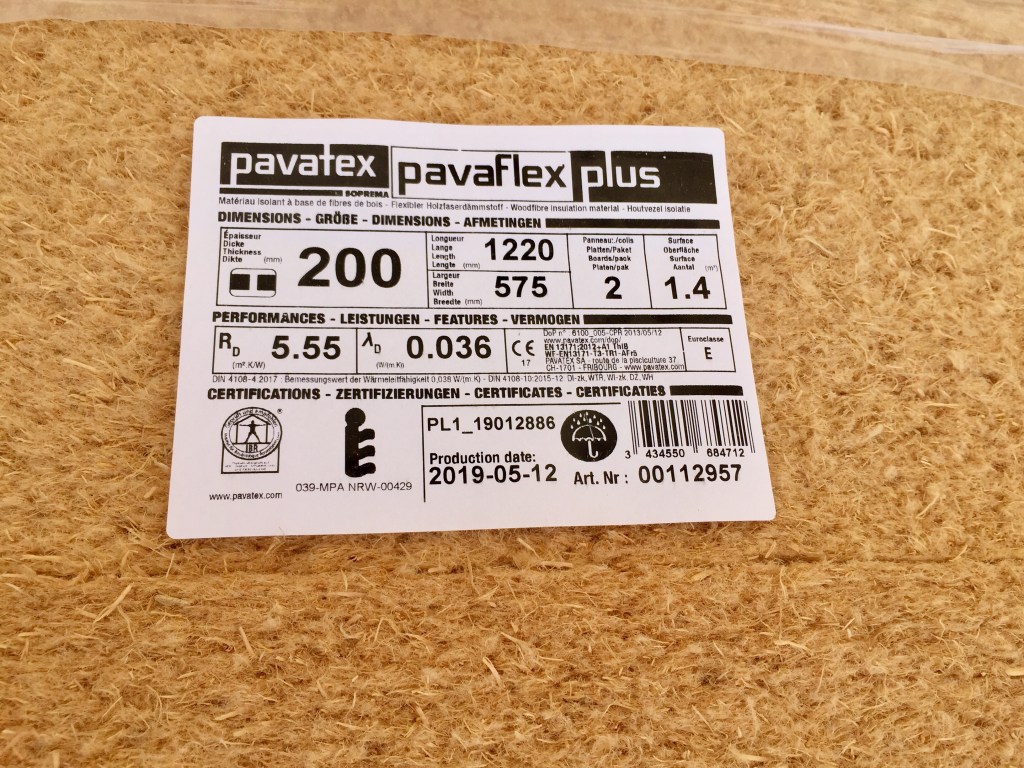 pavatex pavaflex plus
SOPREMA
Matériau isolant à base de fibres de bois - Flexibler Holzfaserdämmstoff - Woodfibre insulation material - Houtvezel isolatie
DIMENSIONS - GRÖßE - DIMENSIONS - AFMETINGEN
Épaisseur
Dicke
Thickness
Dikte (mm)
200
Longueur
Lange
Length
Lengte (mm)
1220
Largeur
Breite
Width
Breedte (mm)
575
Panneau:/colis
Platten/Paket
Boards/pack
Platen/pak
2
Surface
Oberfläche
Surface
Aantal (m²)
1.4
PERFORMANCES - LEISTUNGEN - FEATURES - VERMOGEN
RD 5.55
(m².K/W)
λD 0.036
(W/(m.K))
CE
17
DoP n° : 6100_005-CPR 2013/05/12
www.pavatex.com/dop/
EN 13171:2012+A1 ThIB
WF-EN13171-T3-TR1-AFr5
PAVATEX SA - route de la pisciculture 37
CH-1701 - FRIBOURG - www.pavatex.com
Euroclasse
E
DIN 4108-4:2017 : Bemessungswert der Wärmeleitfähigkeit 0,038 W/(m.K) - DIN 4108-10:2015-12 DI-zk, WTR, WI-zk, DZ, WH
CERTIFICATIONS - ZERTIFIZIERUNGEN - CERTIFICATES - CERTIFICATIES
IBR
www.pavatex.com
039-MPA NRW-00429
PL1_19012886
Production date:
2019-05-12
3 434550 684712
Art. Nr : 00112957